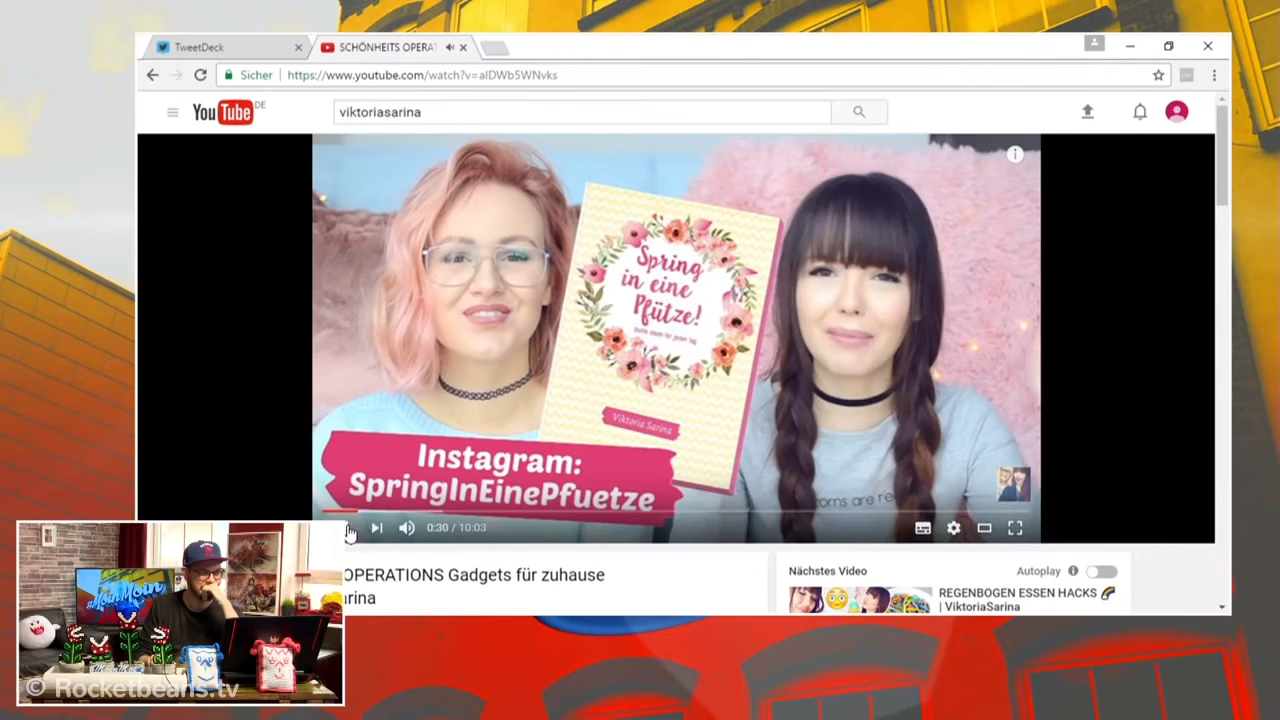 TweetDeck
SCHÖNHEITS OPERAT
Sicher
https://www.youtube.com/watch?v=alDWb5WNvks
YouTube DE
viktoriasarina
Spring
in eine
Pfütze!
Viktoria Sarina
Instagram:
SpringInEinePfuetze
0:30 / 10:03
OPERATIONS Gadgets für zuhause
arina
Nächstes Video
Autoplay
REGENBOGEN ESSEN HACKS
| ViktoriaSarina
#MoinMoin
© Rocketbeans.tv